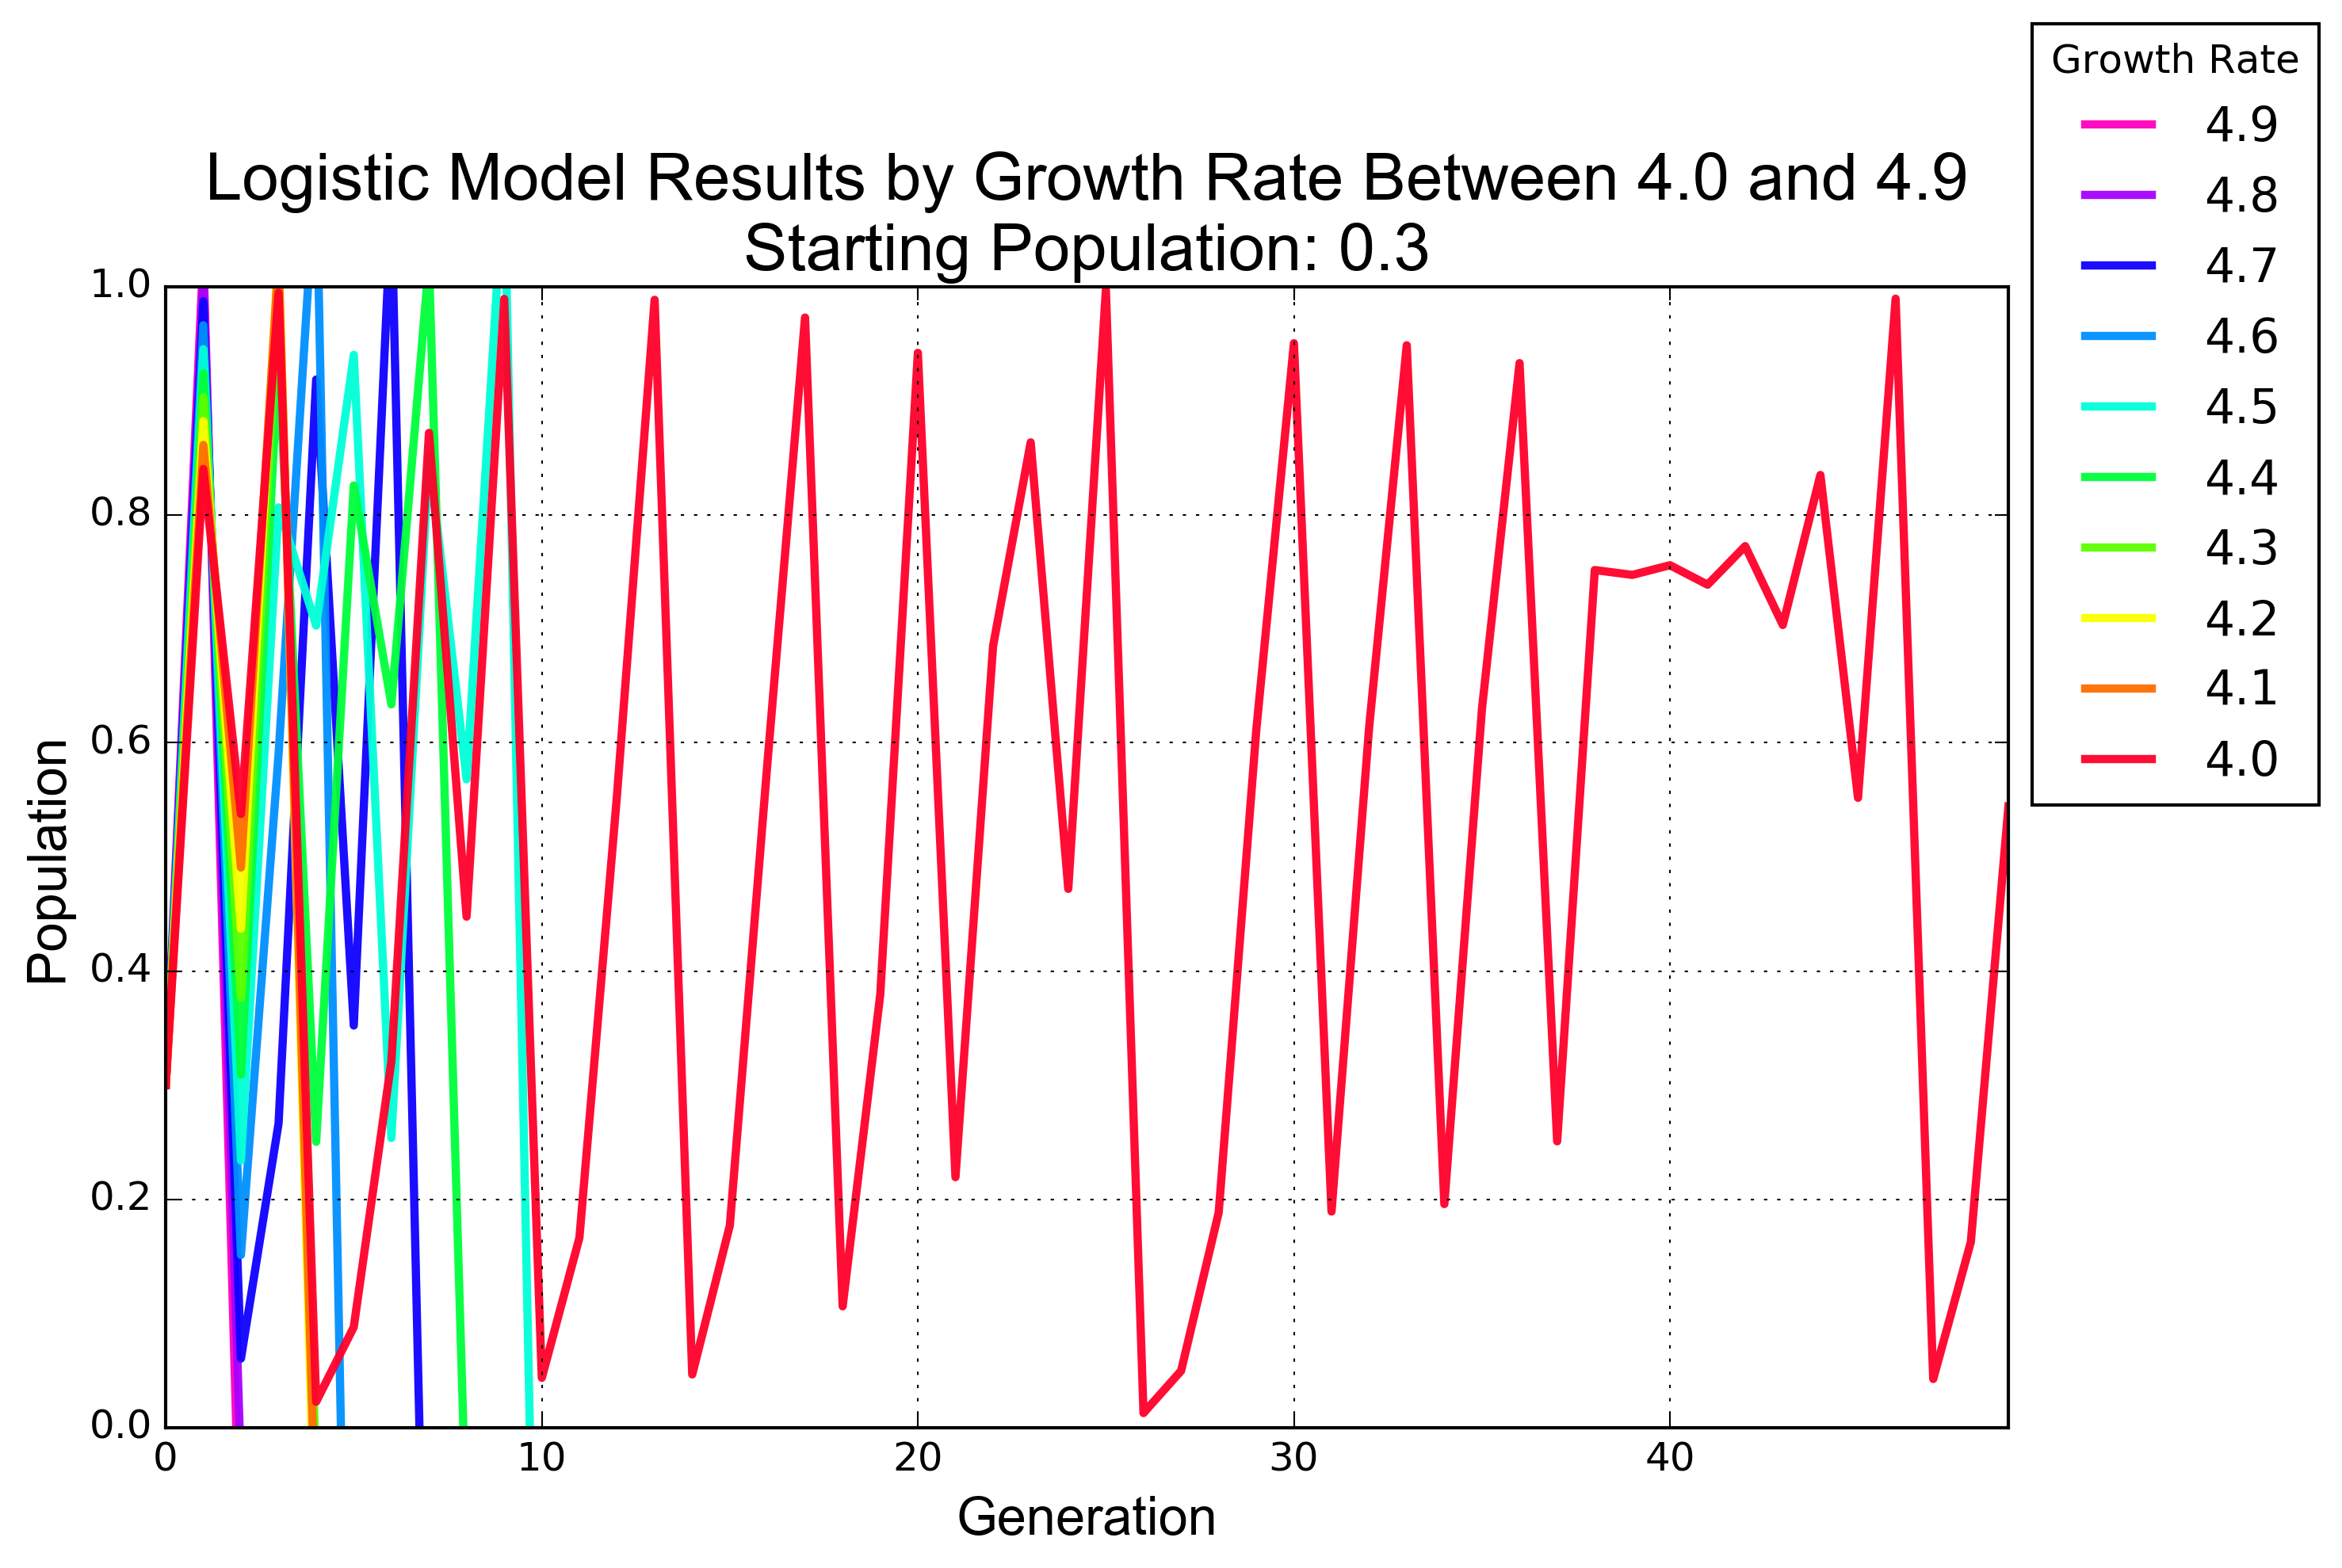 Logistic Model Results by Growth Rate Between 4.0 and 4.9
Starting Population: 0.3
Growth Rate
4.9
4.8
4.7
4.6
4.5
4.4
4.3
4.2
4.1
4.0
Population
1.0
0.8
0.6
0.4
0.2
0.0
0 10 20 30 40
Generation